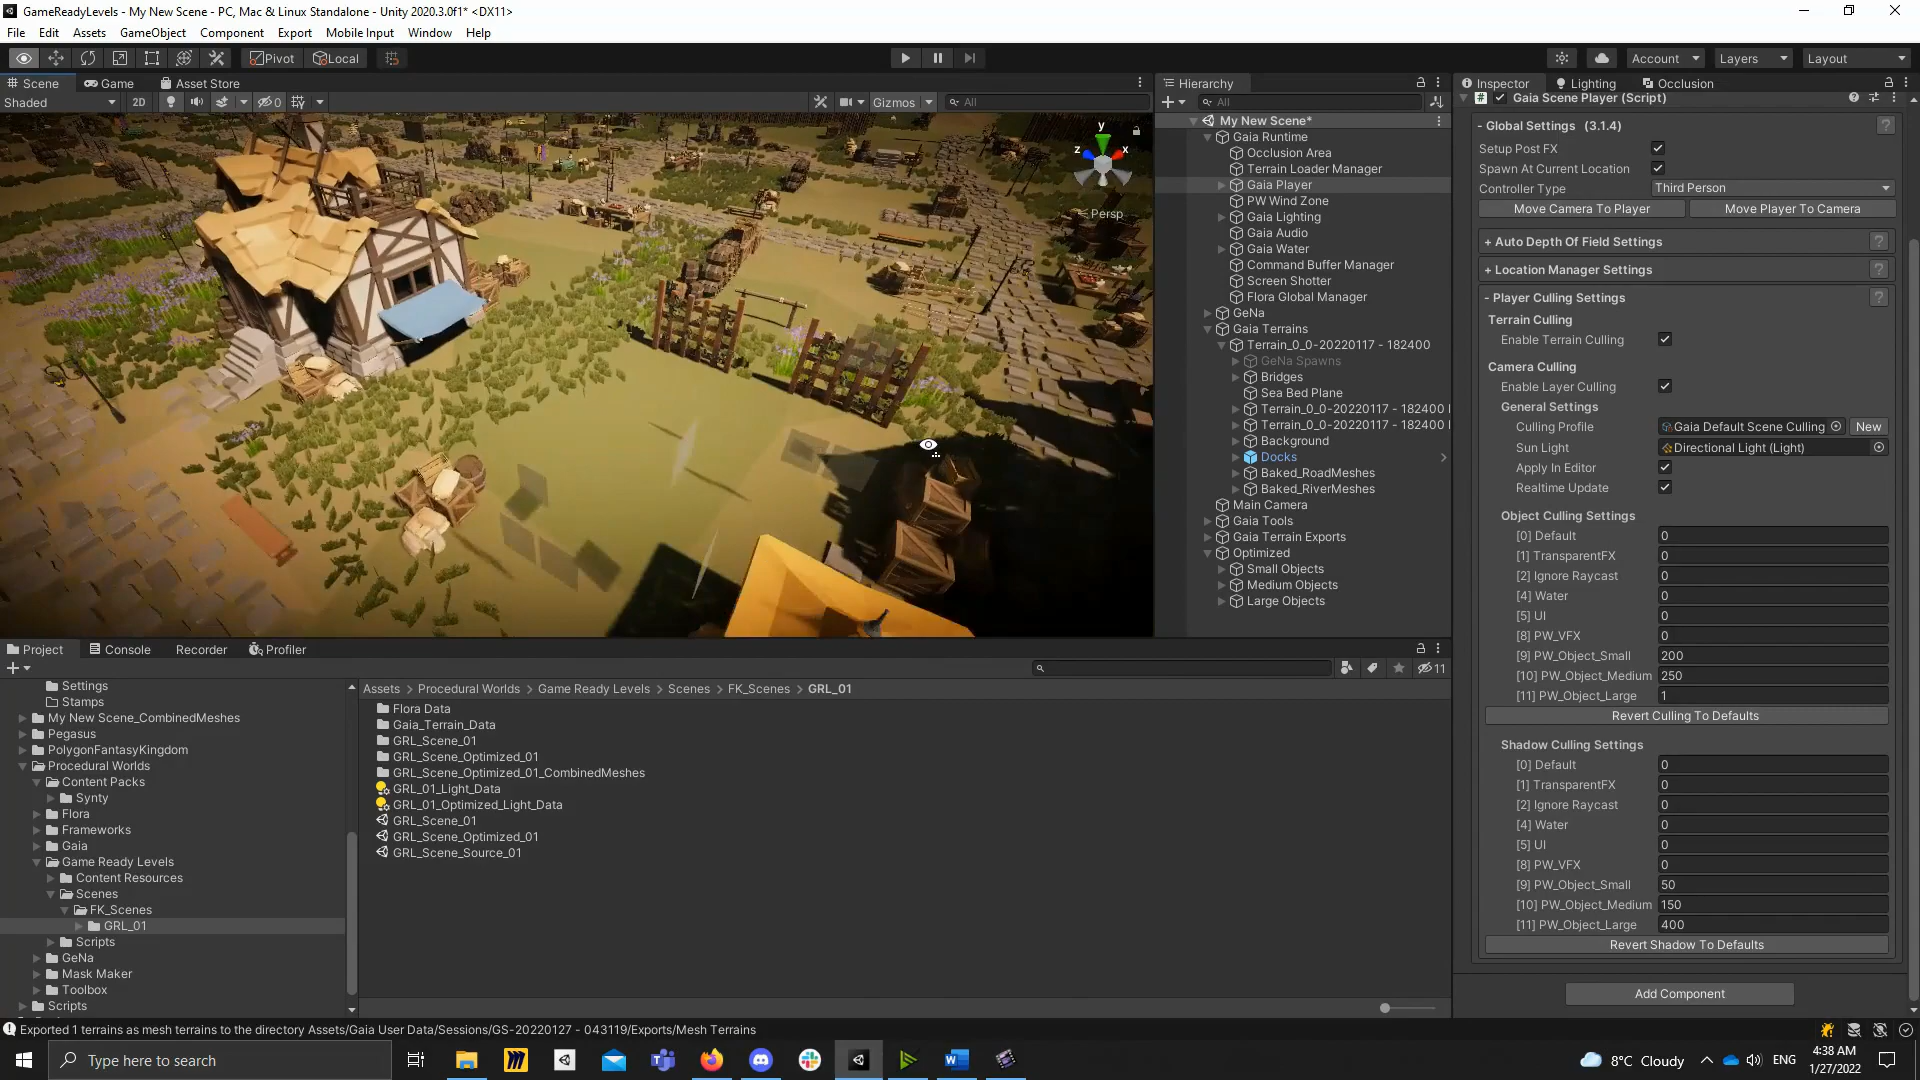 GameReadyLevels - My New Scene - PC, Mac & Linux Standalone - Unity 2020.3.0f1* <DX11>
File Edit Assets GameObject Component Export Mobile Input Window Help
Pivot Local Account Layers Layout
Scene Game Asset Store
Shaded 2D 0 Gizmos All
y
z x
Persp
Hierarchy
All
My New Scene*
Gaia Runtime
Occlusion Area
Terrain Loader Manager
Gaia Player
PW Wind Zone
Gaia Lighting
Gaia Audio
Gaia Water
Command Buffer Manager
Screen Shotter
Flora Global Manager
GeNa
Gaia Terrains
Terrain_0_0-20220117 - 182400
GeNa Spawns
Bridges
Sea Bed Plane
Terrain_0_0-20220117 - 182400
Terrain_0_0-20220117 - 182400
Background
Docks
Baked_RoadMeshes
Baked_RiverMeshes
Main Camera
Gaia Tools
Gaia Terrain Exports
Optimized
Small Objects
Medium Objects
Large Objects
Inspector Lighting Occlusion
Gaia Scene Player (Script)
- Global Settings (3.1.4)
Setup Post FX
Spawn At Current Location
Controller Type Third Person
Move Camera To Player Move Player To Camera
+ Auto Depth Of Field Settings
+ Location Manager Settings
- Player Culling Settings
Terrain Culling
Enable Terrain Culling
Camera Culling
Enable Layer Culling
General Settings
Culling Profile Gaia Default Scene Culling New
Sun Light Directional Light (Light)
Apply In Editor
Realtime Update
Object Culling Settings
[0] Default 0
[1] TransparentFX 0
[2] Ignore Raycast 0
[4] Water 0
[5] UI 0
[8] PW_VFX 0
[9] PW_Object_Small 200
[10] PW_Object_Medium 250
[11] PW_Object_Large 1
Revert Culling To Defaults
Shadow Culling Settings
[0] Default 0
[1] TransparentFX 0
[2] Ignore Raycast 0
[4] Water 0
[5] UI 0
[8] PW_VFX 0
[9] PW_Object_Small 50
[10] PW_Object_Medium 150
[11] PW_Object_Large 400
Revert Shadow To Defaults
Add Component
Project Console Recorder Profiler
11
Settings
Stamps
My New Scene_CombinedMeshes
Pegasus
PolygonFantasyKingdom
Procedural Worlds
Content Packs
Synty
Flora
Frameworks
Gaia
Game Ready Levels
Content Resources
Scenes
FK_Scenes
GRL_01
Scripts
GeNa
Mask Maker
Toolbox
Scripts
Assets > Procedural Worlds > Game Ready Levels > Scenes > FK_Scenes > GRL_01
Flora Data
Gaia_Terrain_Data
GRL_Scene_01
GRL_Scene_Optimized_01
GRL_Scene_Optimized_01_CombinedMeshes
GRL_01_Light_Data
GRL_01_Optimized_Light_Data
GRL_Scene_01
GRL_Scene_Optimized_01
GRL_Scene_Source_01
Exported 1 terrains as mesh terrains to the directory Assets/Gaia User Data/Sessions/GS-20220127 - 043119/Exports/Mesh Terrains
Type here to search
8°C Cloudy ENG
4:38 AM
1/27/2022